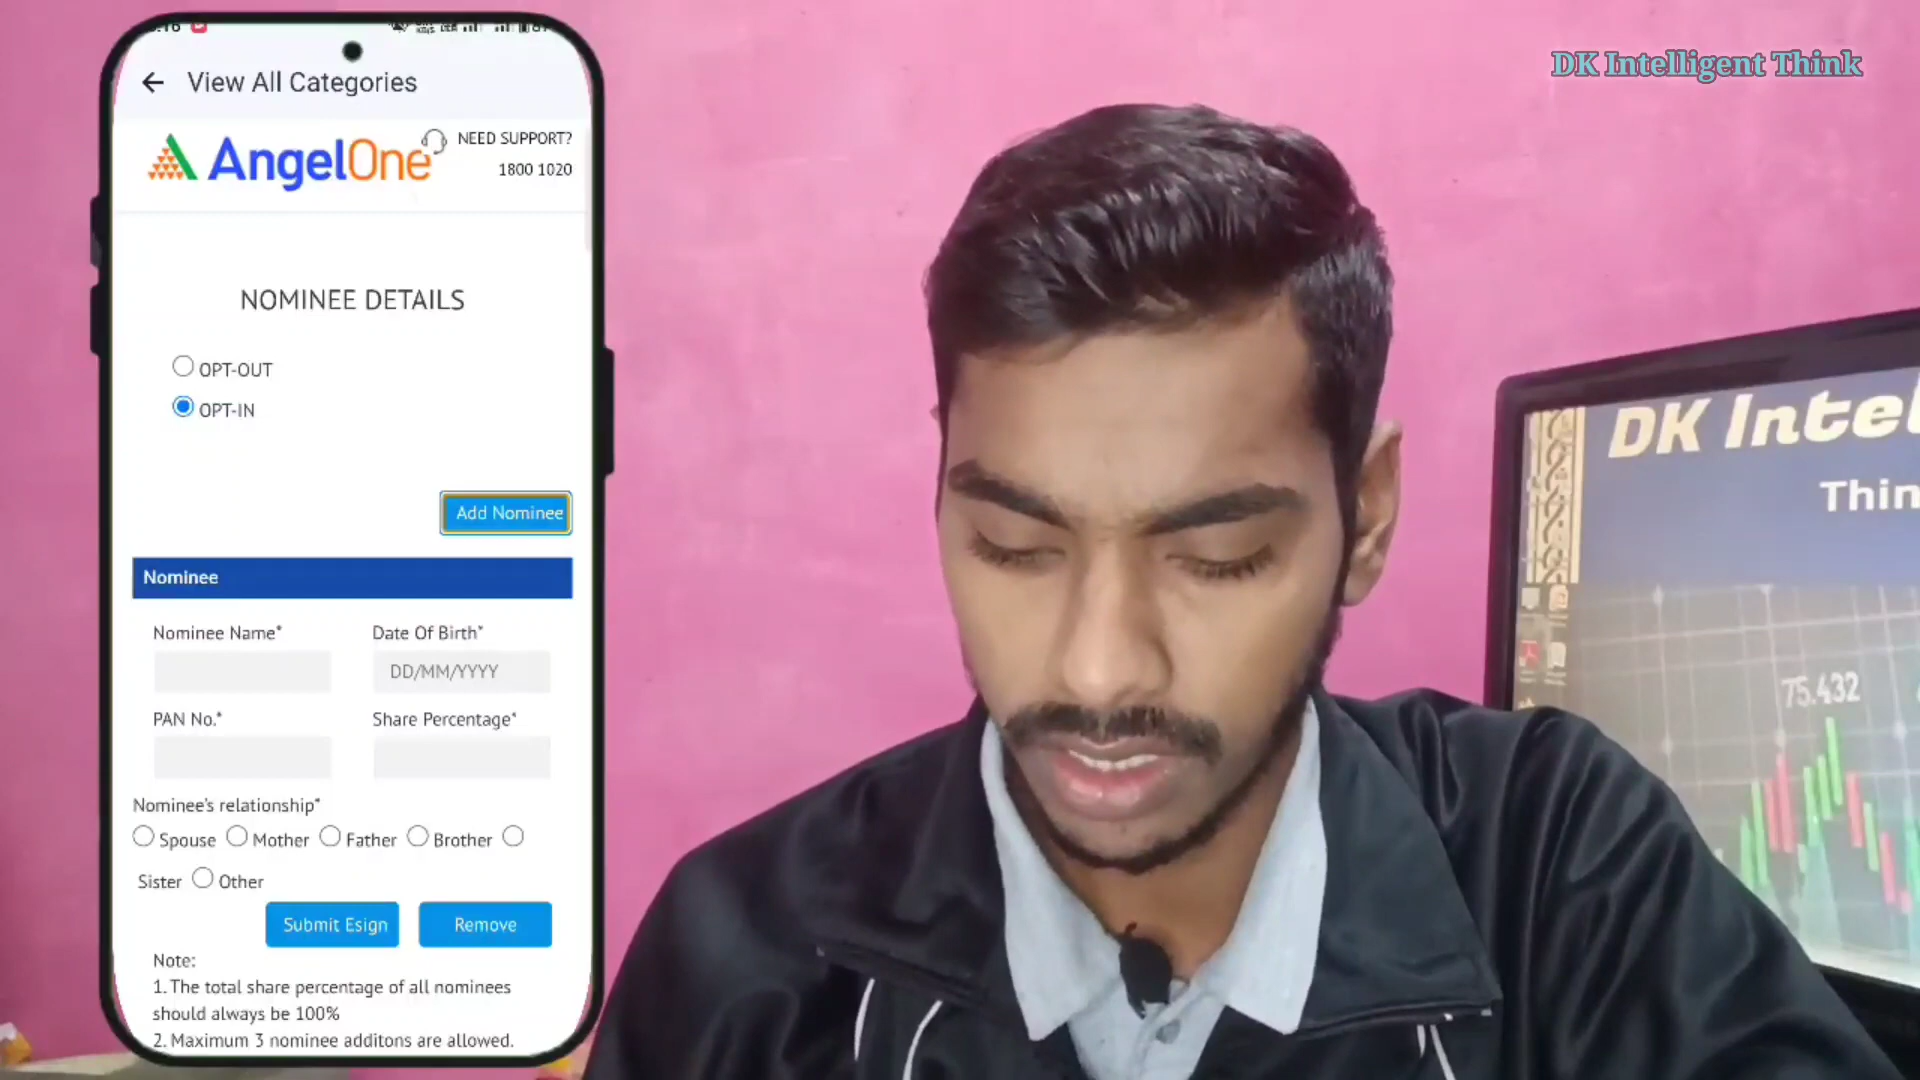 View All Categories
AngelOne
NEED SUPPORT?
1800 1020
NOMINEE DETAILS
OPT-OUT
OPT-IN
Add Nominee
Nominee
Nominee Name* Date Of Birth*
DD/MM/YYYY
PAN No.* Share Percentage*
Nominee's relationship*
Spouse Mother Father Brother
Sister Other
Submit Esign Remove
Note:
1. The total share percentage of all nominees
should always be 100%
2. Maximum 3 nominee additons are allowed.
DK Intelligent Think
DK Intel
Thin
75.432